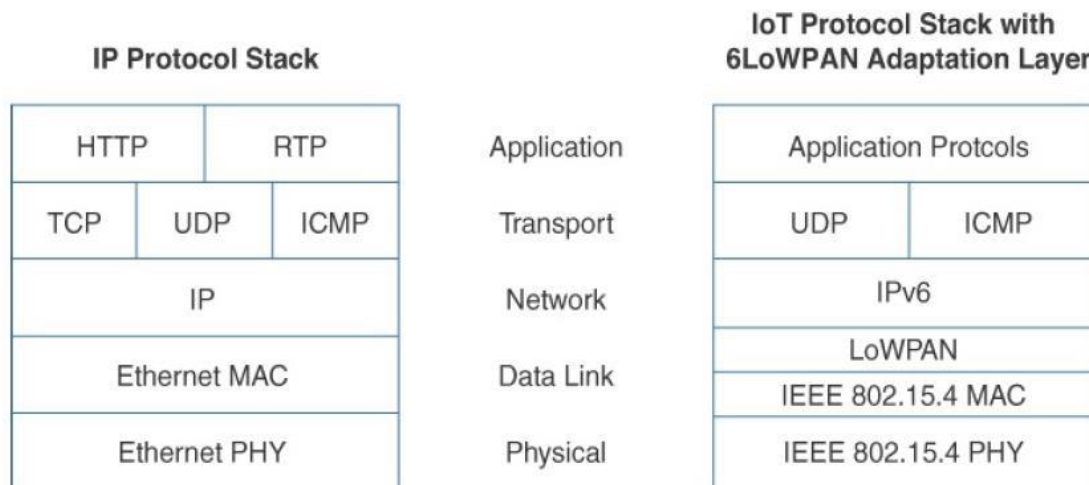 IP Protocol Stack
IoT Protocol Stack with
6LoWPAN Adaptation Layer
HTTP RTP Application Application Protcols
TCP UDP ICMP Transport UDP ICMP
IP Network IPv6
LoWPAN
Ethernet MAC Data Link
IEEE 802.15.4 MAC
Ethernet PHY Physical IEEE 802.15.4 PHY